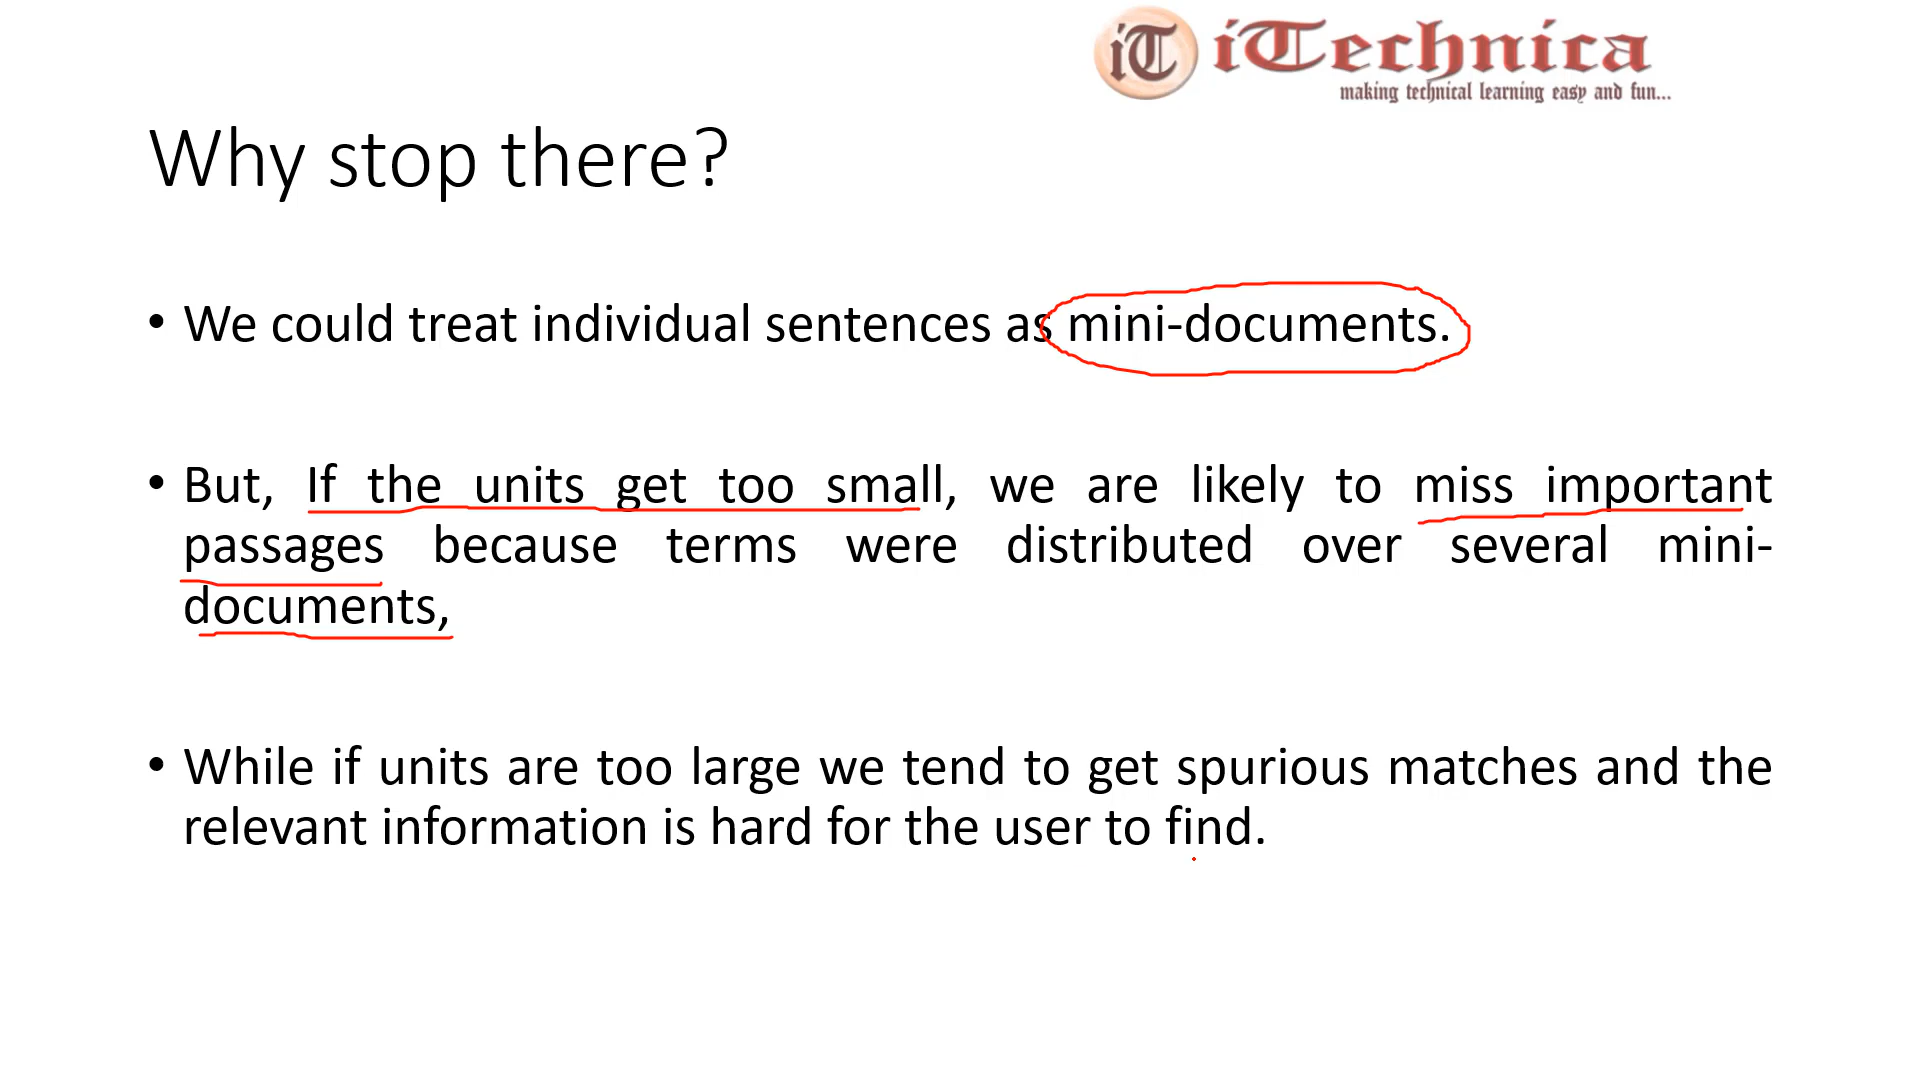 iT iTechnica
making technical learning easy and fun...
Why stop there?
• We could treat individual sentences as mini-documents.
• But, If the units get too small, we are likely to miss important
passages because terms were distributed over several mini-
documents,
• While if units are too large we tend to get spurious matches and the
relevant information is hard for the user to find.